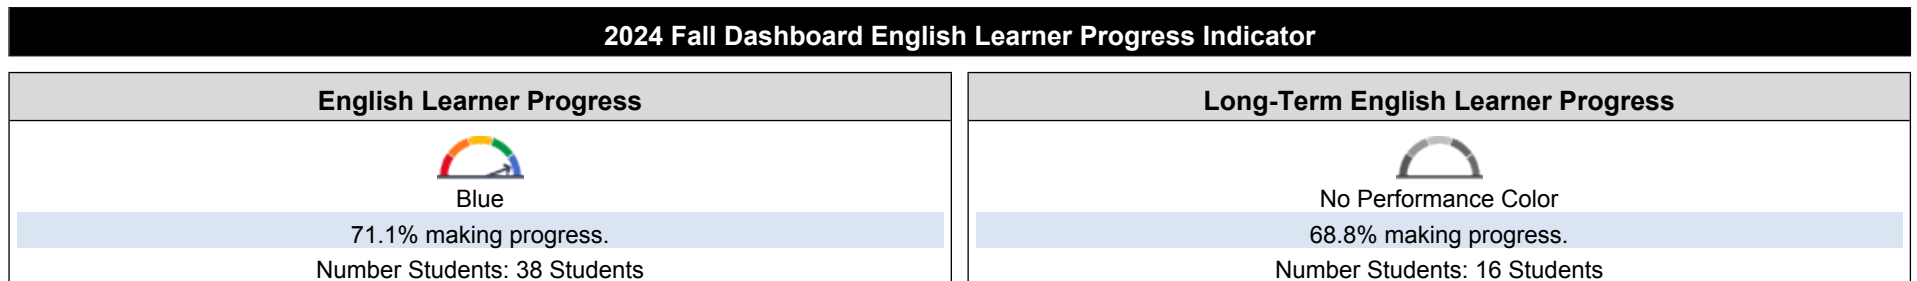 2024 Fall Dashboard English Learner Progress Indicator
English Learner Progress
Blue
71.1% making progress.
Number Students: 38 Students
Long-Term English Learner Progress
No Performance Color
68.8% making progress.
Number Students: 16 Students